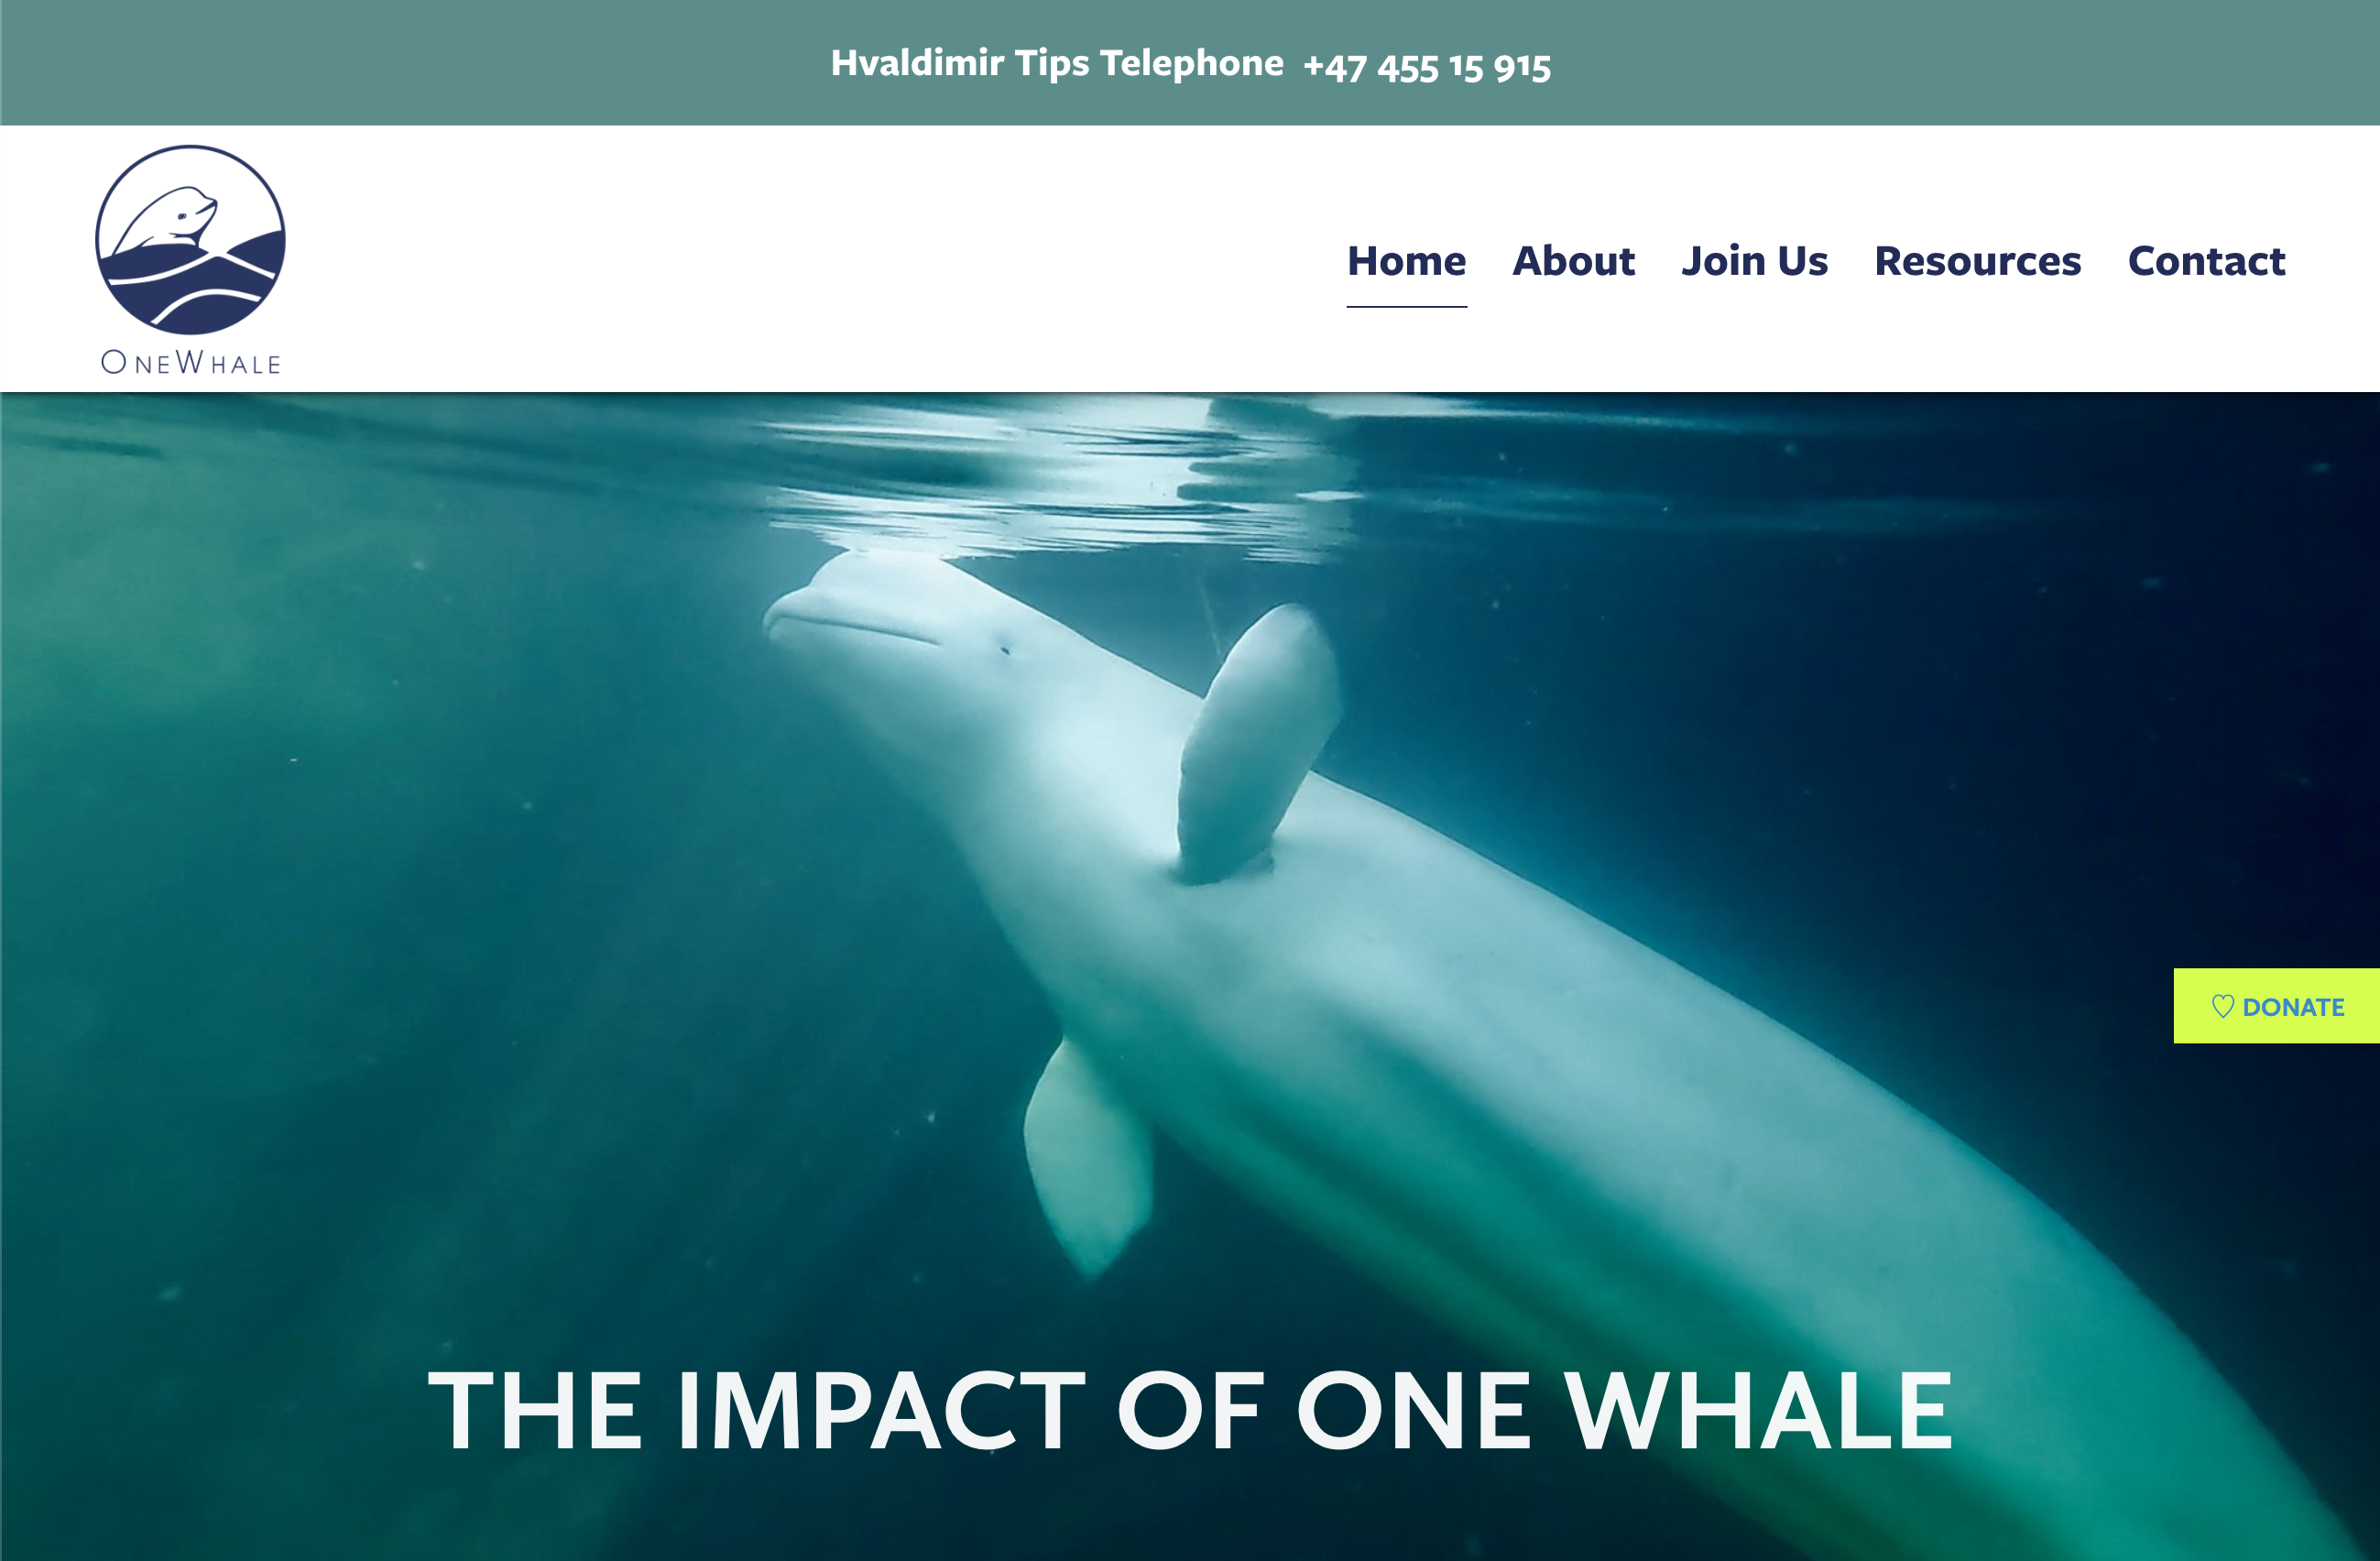 Hvaldimir Tips Telephone +47 455 15 915
OneWhale
Home About Join Us Resources Contact
♡ DONATE
THE IMPACT OF ONE WHALE